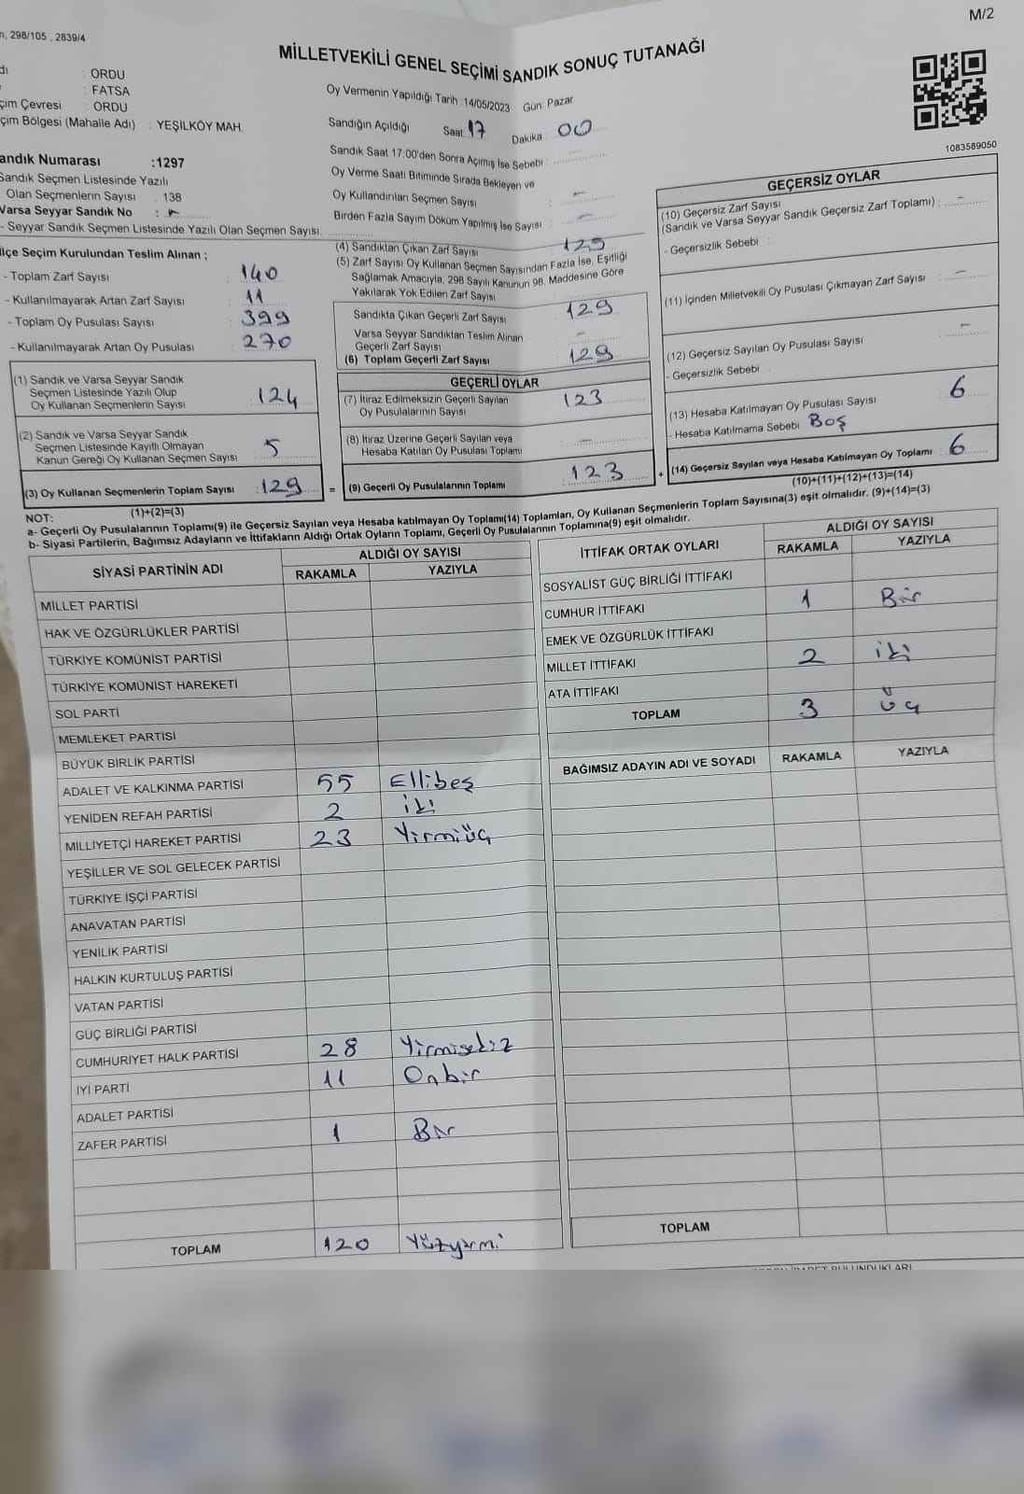 M/2
298/105 , 2839/4
MİLLETVEKİLİ GENEL SEÇİMİ SANDIK SONUÇ TUTANAĞI
: ORDU
: FATSA
çim Çevresi : ORDU
çim Bölgesi (Mahalle Adı) : YEŞİLKÖY MAH.
andık Numarası :1297
Sandık Seçmen Listesinde Yazılı
Olan Seçmenlerin Sayısı : 138
Varsa Seyyar Sandık No : -
- Seyyar Sandık Seçmen Listesinde Yazılı Olan Seçmen Sayısı:
Oy Vermenin Yapıldığı Tarih :14/05/2023 Gün: Pazar
Sandığın Açıldığı Saat 17 Dakika 00
Sandık Saat 17:00'den Sonra Açımış İse Sebebi :
Oy Verme Saati Bitiminde Sırada Bekleyen ve
Oy Kullandırılan Seçmen Sayısı : -
Birden Fazla Sayım Döküm Yapılmış İse Sayısı : -
1083589050
ilçe Seçim Kurulundan Teslim Alınan ;
- Toplam Zarf Sayısı : 140
- Kullanılmayarak Artan Zarf Sayısı : 11
- Toplam Oy Pusulası Sayısı : 399
- Kullanılmayarak Artan Oy Pusulası : 270
(1) Sandık ve Varsa Seyyar Sandık
Seçmen Listesinde Yazılı Olup
Oy Kullanan Seçmenlerin Sayısı : 124
(2) Sandık ve Varsa Seyyar Sandık
Seçmen Listesinde Kayıtlı Olmayan
Kanun Gereği Oy Kullanan Seçmen Sayısı : 5
(3) Oy Kullanan Seçmenlerin Toplam Sayısı : 129 =
(1)+(2)=(3)
(4) Sandıktan Çıkan Zarf Sayısı : 129
(5) Zarf Sayısı Oy Kullanan Seçmen Sayısından Fazla İse, Eşitliği
Sağlamak Amacıyla, 298 Sayılı Kanunun 98. Maddesine Göre
Yakılarak Yok Edilen Zarf Sayısı
Sandıkta Çıkan Geçerli Zarf Sayısı : 129
Varsa Seyyar Sandıktan Teslim Alınan
Geçerli Zarf Sayısı : -
(6) Toplam Geçerli Zarf Sayısı : 129
GEÇERLİ OYLAR
(7) İtiraz Edilmeksizin Geçerli Sayılan
Oy Pusulalarının Sayısı : 123
(8) İtiraz Üzerine Geçerli Sayılan veya
Hesaba Katılan Oy Pusulası Toplamı : -
(9) Geçerli Oy Pusulalarının Toplamı : 123 +
GEÇERSİZ OYLAR
(10) Geçersiz Zarf Sayısı
(Sandık ve Varsa Seyyar Sandık Geçersiz Zarf Toplamı) : -
- Geçersizlik Sebebi :
(11) İçinden Milletvekili Oy Pusulası Çıkmayan Zarf Sayısı : -
(12) Geçersiz Sayılan Oy Pusulası Sayısı : -
- Geçersizlik Sebebi :
(13) Hesaba Katılmayan Oy Pusulası Sayısı : 6
- Hesaba Katılmama Sebebi : Boş
(14) Geçersiz Sayılan veya Hesaba Katılmayan Oy Toplamı : 6
(10)+(11)+(12)+(13)=(14)
NOT:
a- Geçerli Oy Pusulalarının Toplamı(9) ile Geçersiz Sayılan veya Hesaba katılmayan Oy Toplamı(14) Toplamları, Oy Kullanan Seçmenlerin Toplam Sayısına(3) eşit olmalıdır. (9)+(14)=(3)
b- Siyasi Partilerin, Bağımsız Adayların ve İttifakların Aldığı Ortak Oyların Toplamı, Geçerli Oy Pusulalarının Toplamına(9) eşit olmalıdır.
SİYASİ PARTİNİN ADI ALDIĞI OY SAYISI
RAKAMLA YAZIYLA
MİLLET PARTİSİ
HAK VE ÖZGÜRLÜKLER PARTİSİ
TÜRKİYE KOMÜNİST PARTİSİ
TÜRKİYE KOMÜNİST HAREKETİ
SOL PARTİ
MEMLEKET PARTİSİ
BÜYÜK BİRLİK PARTİSİ
ADALET VE KALKINMA PARTİSİ 55 Ellibeş
YENİDEN REFAH PARTİSİ 2 iki
MİLLİYETÇİ HAREKET PARTİSİ 23 Yirmiüç
YEŞİLLER VE SOL GELECEK PARTİSİ
TÜRKİYE İŞÇİ PARTİSİ
ANAVATAN PARTİSİ
YENİLİK PARTİSİ
HALKIN KURTULUŞ PARTİSİ
VATAN PARTİSİ
GÜÇ BİRLİĞİ PARTİSİ
CUMHURİYET HALK PARTİSİ 28 Yirmisekiz
İYİ PARTİ 11 Onbir
ADALET PARTİSİ
ZAFER PARTİSİ 1 Bir
TOPLAM 120 Yüzyirmi
İTTİFAK ORTAK OYLARI ALDIĞI OY SAYISI
RAKAMLA YAZIYLA
SOSYALİST GÜÇ BİRLİĞİ İTTİFAKI
CUMHUR İTTİFAKI 1 Bir
EMEK VE ÖZGÜRLÜK İTTİFAKI
MİLLET İTTİFAKI 2 iki
ATA İTTİFAKI
TOPLAM 3 Üç
BAĞIMSIZ ADAYIN ADI VE SOYADI RAKAMLA YAZIYLA
TOPLAM